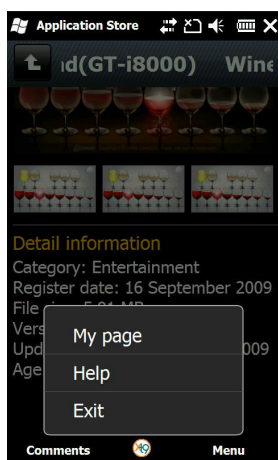 Application Store
d(GT-i8000) Wine
Detail information
Category: Entertainment
Register date: 16 September 2009
File
Vers
Upd 009
Age
My page
Help
Exit
Comments Menu